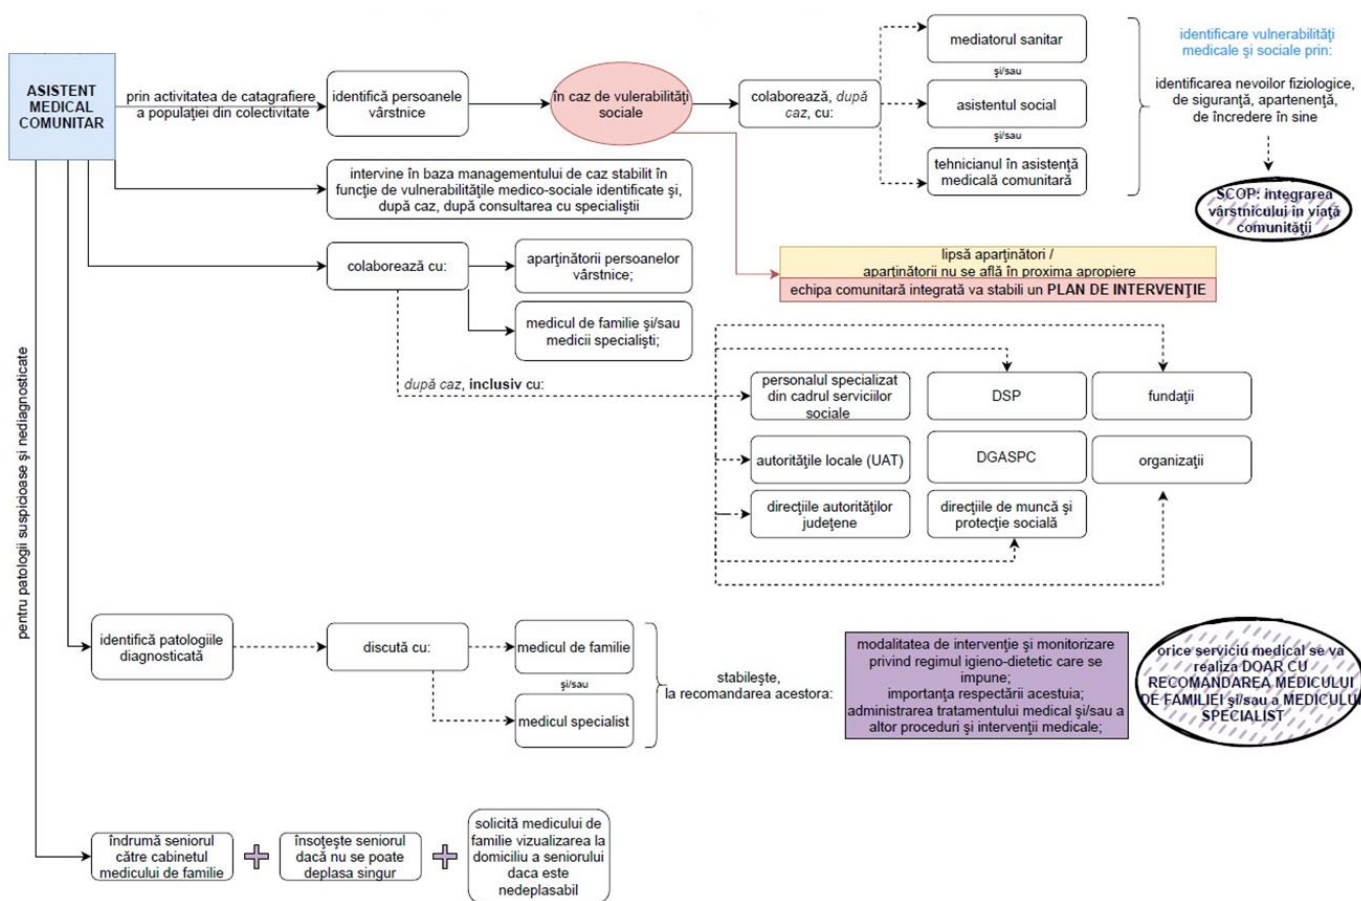 ASISTENT
MEDICAL
COMUNITAR
prin activitatea de catagrafiere
a populației din colectivitate
identifică persoanele
vârstnice
în caz de vulerabilități
sociale
colaborează, după
caz, cu:
mediatorul sanitar
și/sau
asistentul social
și/sau
tehnicianul în asistență
medicală comunitară
identificare vulnerabilități
medicale și sociale prin:
identificarea nevoilor fiziologice,
de siguranță, apartenență,
de încredere în sine
SCOP: integrarea
vârstnicului in viață
comunității
intervine în baza managementului de caz stabilit în
funcție de vulnerabilitățile medico-sociale identificate și,
după caz, după consultarea cu specialiștii
colaborează cu:
aparținătorii persoanelor
vârstnice;
medicul de familie și/sau
medicii specialiști;
lipsă aparținători /
aparținătorii nu se află în proxima apropiere
echipa comunitară integrată va stabili un PLAN DE INTERVENȚIE
după caz, inclusiv cu:
personalul specializat
din cadrul serviciilor
sociale
DSP
fundații
autoritățile locale (UAT)
DGASPC
organizații
direcțiile autorităților
județene
direcțiile de muncă și
protecție socială
pentru patologii suspicioase și nediagnosticate
identifică patologiile
diagnosticată
discută cu:
medicul de familie
și/sau
medicul specialist
stabilește,
la recomandarea acestora:
modalitatea de intervenție și monitorizare
privind regimul igieno-dietetic care se
impune;
importanța respectării acestuia;
administrarea tratamentului medical și/sau a
altor proceduri și intervenții medicale;
orice serviciu medical se va
realiza DOAR CU
RECOMANDAREA MEDICULUI
DE FAMILIEI și/sau a MEDICULUI
SPECIALIST
îndrumă seniorul
către cabinetul
medicului de familie
însoțește seniorul
dacă nu se poate
deplasa singur
solicită medicului de
familie vizualizarea la
domiciliu a seniorului
daca este
nedeplasabil